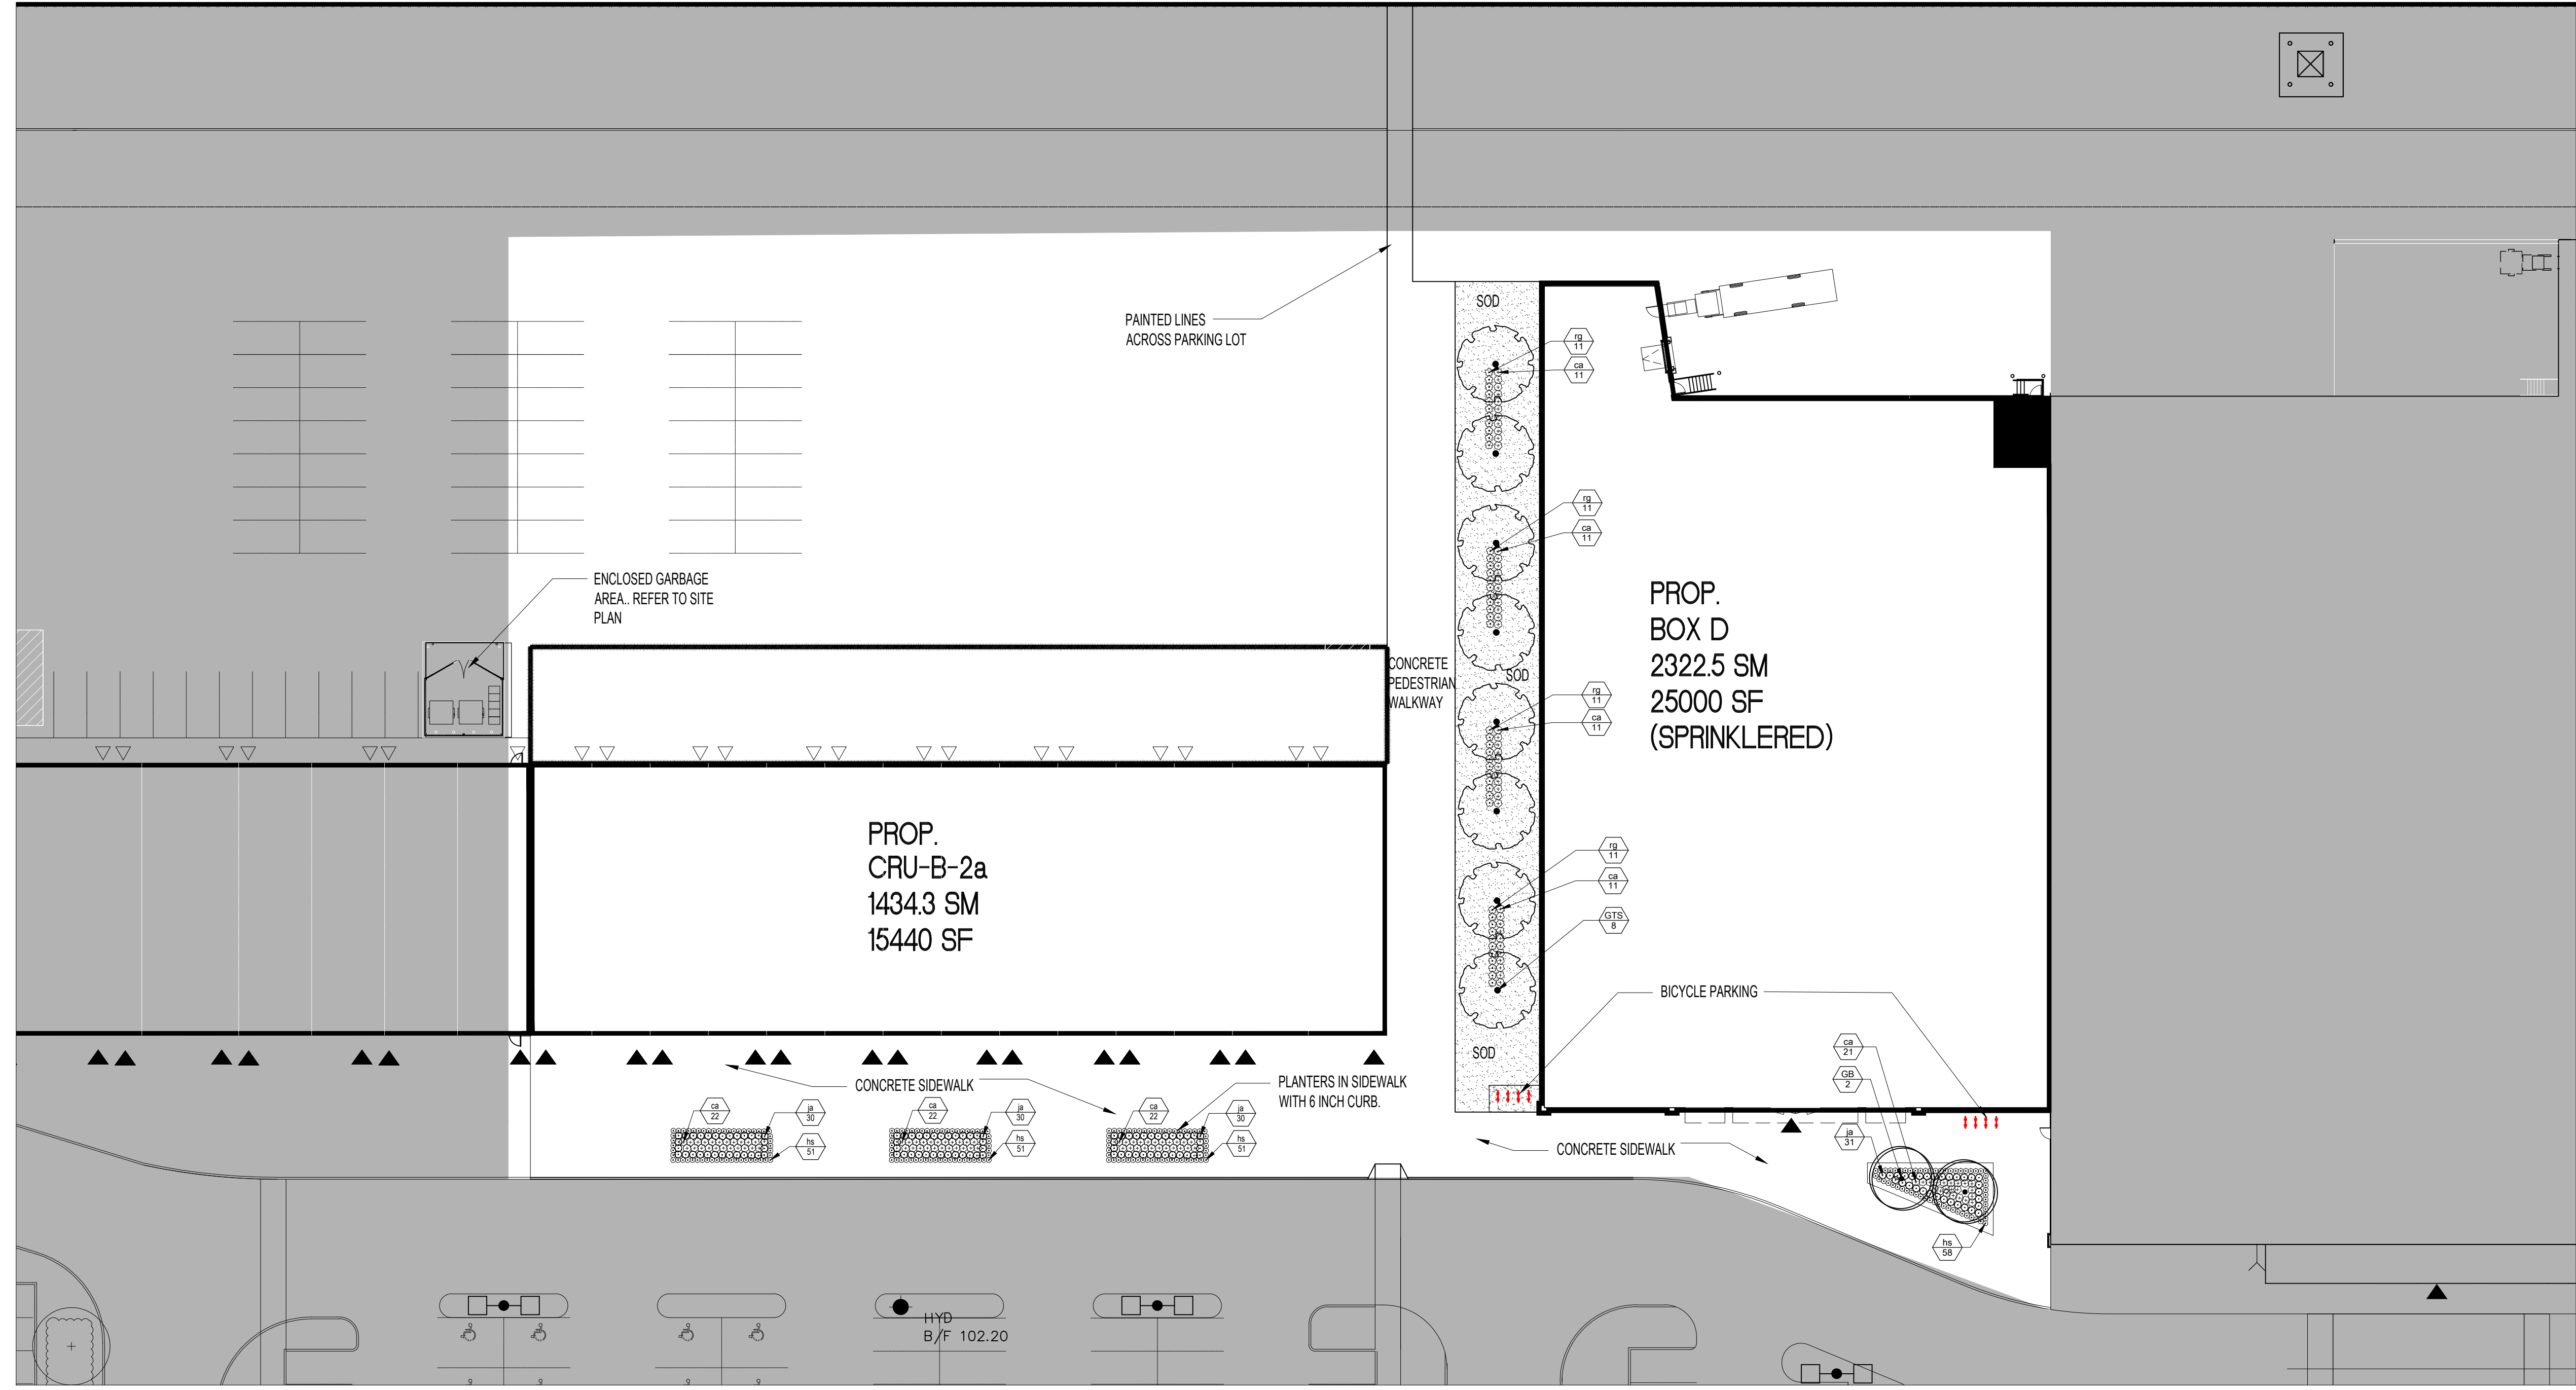 SOD
PAINTED LINES
ACROSS PARKING LOT
rg
11
ca
11
rg
11
ca
11
ENCLOSED GARBAGE
AREA.. REFER TO SITE
PLAN
PROP.
BOX D
2322.5 SM
25000 SF
(SPRINKLERED)
CONCRETE
PEDESTRIAN
WALKWAY
SOD
rg
11
ca
11
PROP.
CRU-B-2a
1434.3 SM
15440 SF
rg
11
ca
11
GTS
8
BICYCLE PARKING
SOD
ca
21
GB
2
CONCRETE SIDEWALK
PLANTERS IN SIDEWALK
WITH 6 INCH CURB.
ca
22
ja
30
hs
51
ca
22
ja
30
hs
51
ca
22
ja
30
hs
51
CONCRETE SIDEWALK
ja
31
hs
58
HYD
B/F 102.20